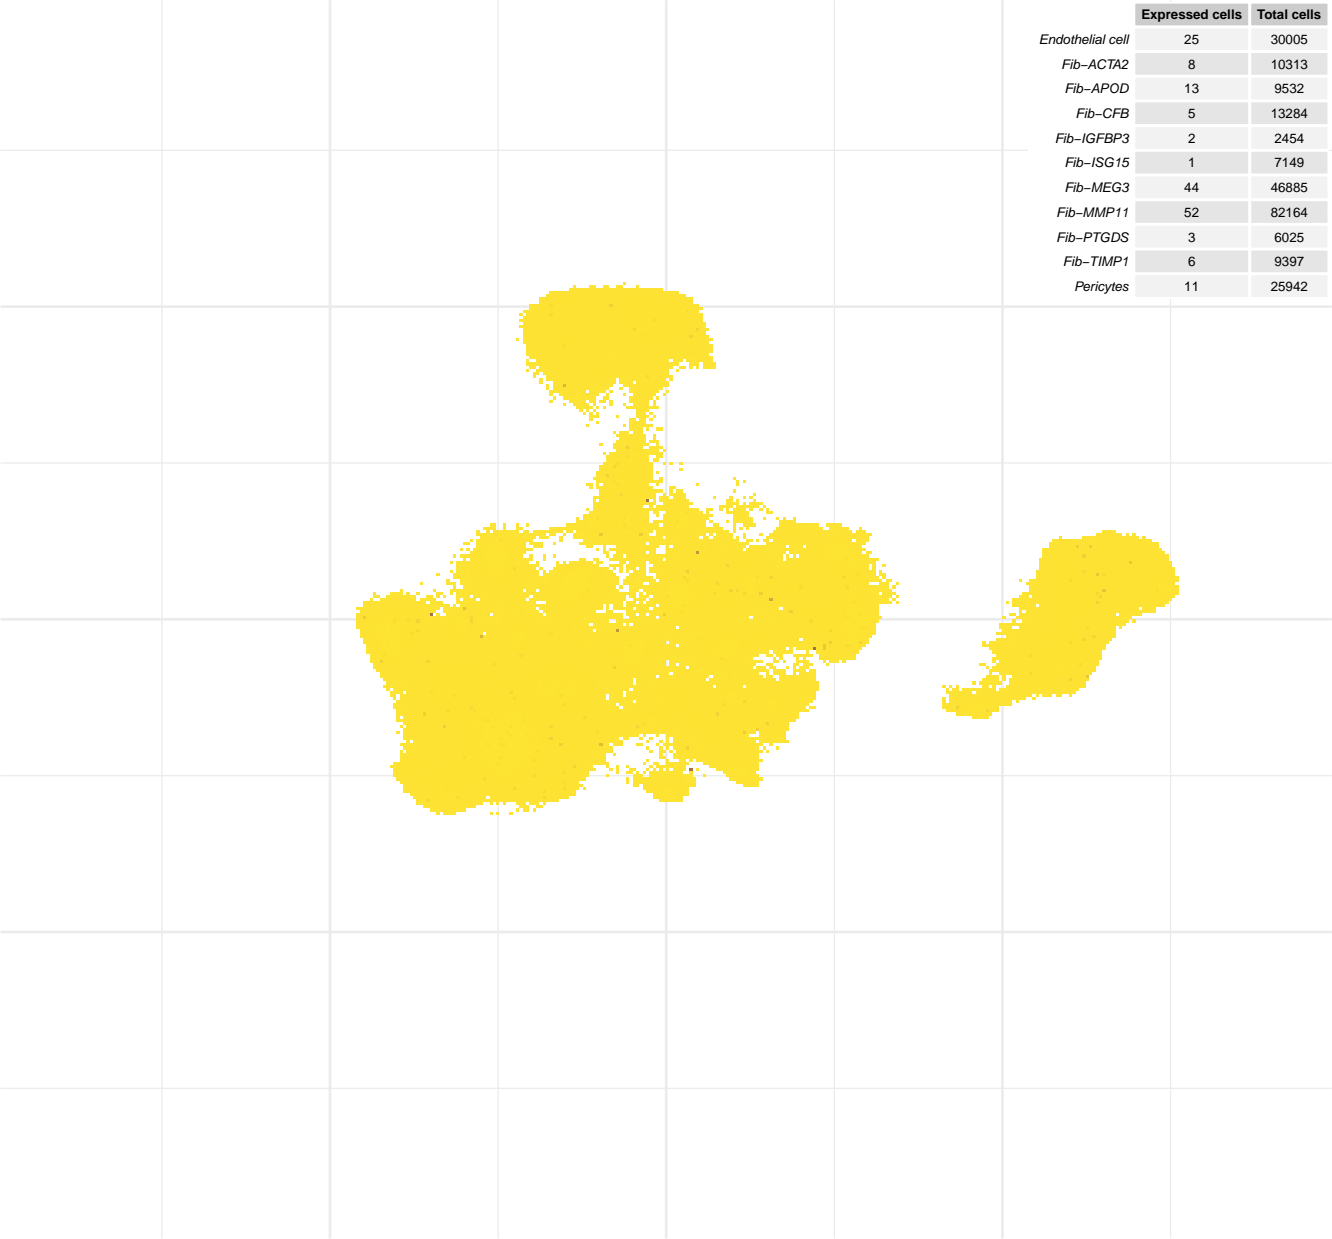 Expressed cells Total cells
Endothelial cell 25 30005
Fib−ACTA2 8 10313
Fib−APOD 13 9532
Fib−CFB 5 13284
Fib−IGFBP3 2 2454
Fib−ISG15 1 7149
Fib−MEG3 44 46885
Fib−MMP11 52 82164
Fib−PTGDS 3 6025
Fib−TIMP1 6 9397
Pericytes 11 25942